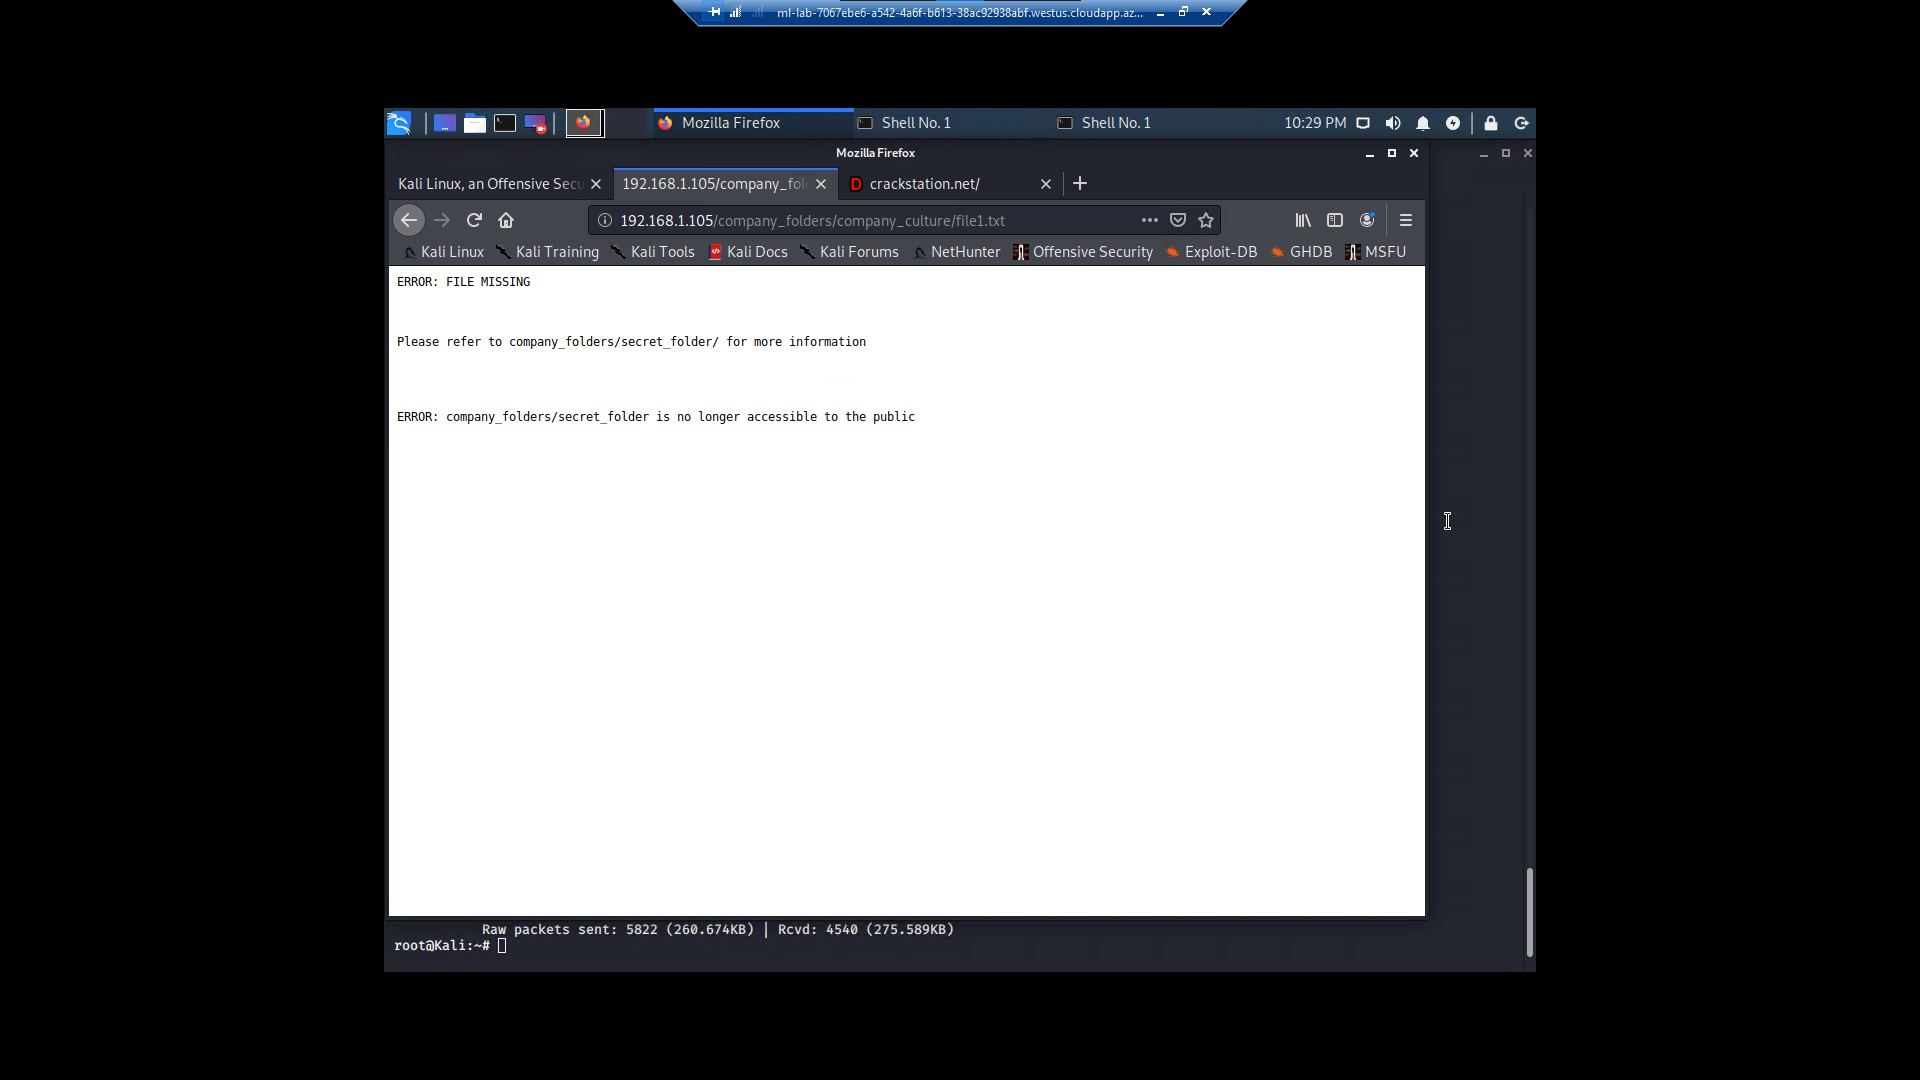 ml-lab-7067ebe6-a542-4a6f-b613-38ac92938abf.westus.cloudapp.az...
Mozilla Firefox
Shell No. 1
Shell No. 1
10:29 PM
Mozilla Firefox
Kali Linux, an Offensive Secu
192.168.1.105/company_fol
crackstation.net/
192.168.1.105/company_folders/company_culture/file1.txt
Kali Linux
Kali Training
Kali Tools
Kali Docs
Kali Forums
NetHunter
Offensive Security
Exploit-DB
GHDB
MSFU
ERROR: FILE MISSING
Please refer to company_folders/secret_folder/ for more information
ERROR: company_folders/secret_folder is no longer accessible to the public
Raw packets sent: 5822 (260.674KB) | Rcvd: 4540 (275.589KB)
root@Kali:~#